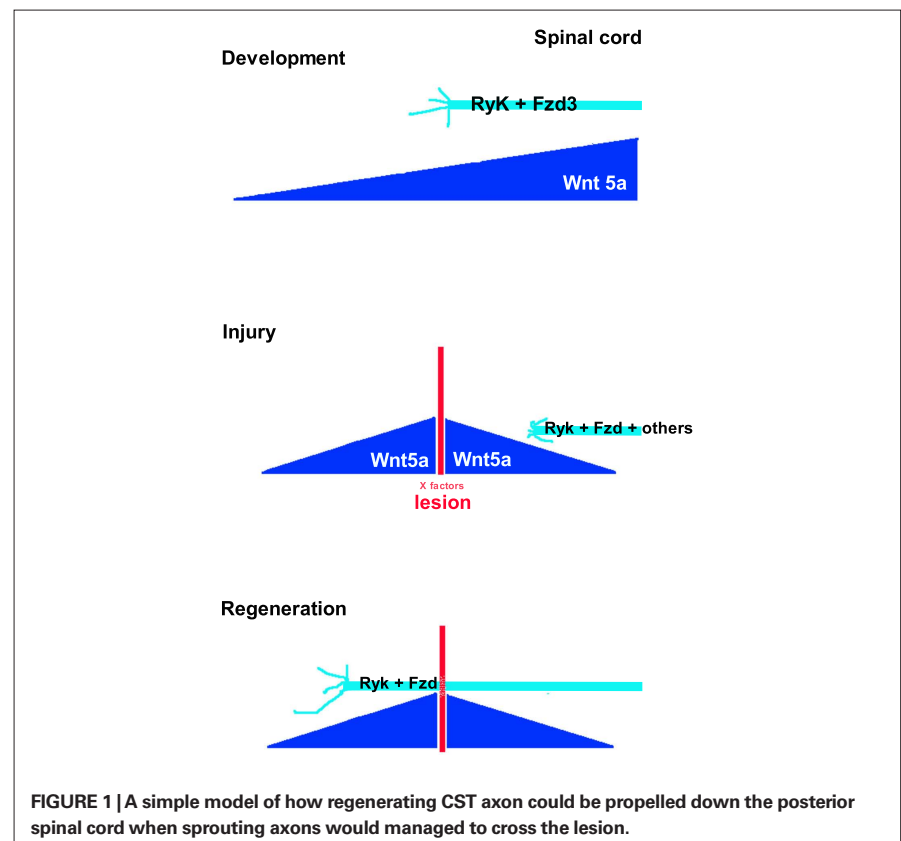 Spinal cord
Development
RyK + Fzd3
Wnt 5a
Injury
Ryk + Fzd + others
Wnt5a Wnt5a
X factors
lesion
Regeneration
Ryk + Fzd
FIGURE 1 | A simple model of how regenerating CST axon could be propelled down the posterior
spinal cord when sprouting axons would managed to cross the lesion.